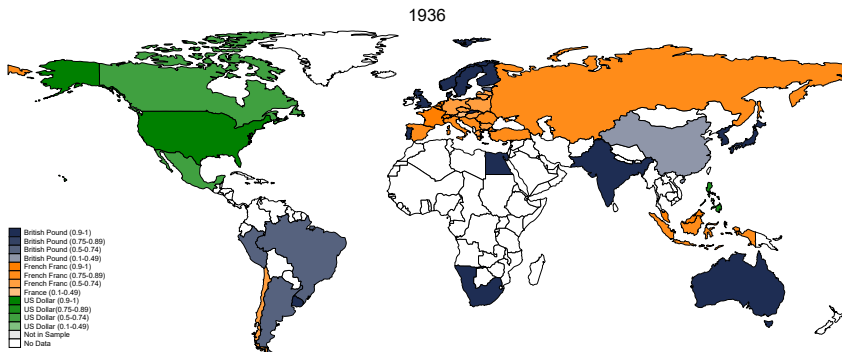 1936
British Pound (0.9-1)
British Pound (0.75-0.89)
British Pound (0.5-0.74)
British Pound (0.1-0.49)
French Franc (0.9-1)
French Franc (0.75-0.89)
French Franc (0.5-0.74)
France (0.1-0.49)
US Dollar (0.9-1)
US Dollar(0.75-0.89)
US Dollar (0.5-0.74)
US Dollar (0.1-0.49)
Not in Sample
No Data